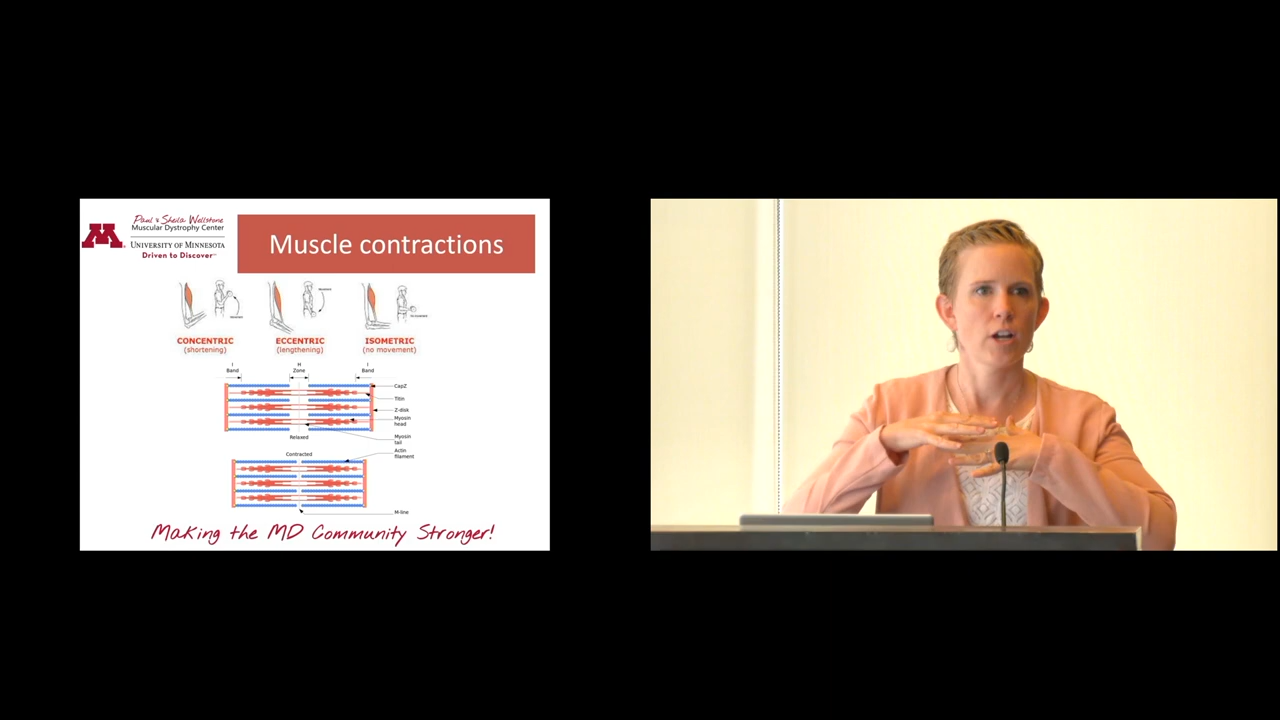 Paul & Sheila Wellstone
Muscular Dystrophy Center
UNIVERSITY OF MINNESOTA
Driven to Discover
Muscle contractions
CONCENTRIC
(shortening)
ECCENTRIC
(lengthening)
ISOMETRIC
(no movement)
I
Band
H
Zone
I
Band
CapZ
Titin
Z-disk
Myosin
head
Relaxed
Myosin
tail
Contracted
Actin
filament
M-line
Making the MD Community Stronger!